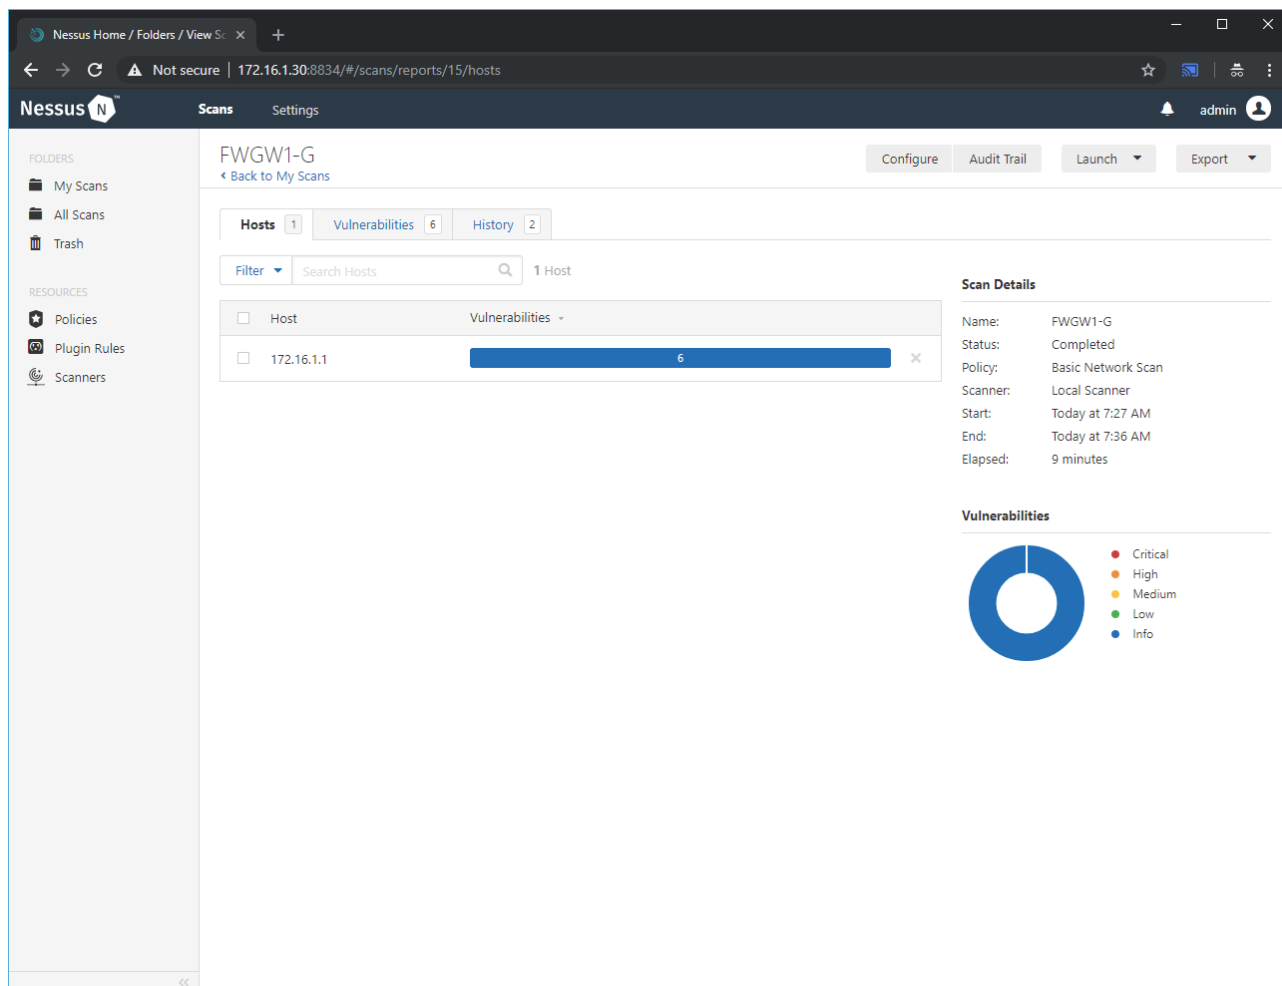 Nessus Home / Folders / View Sc
Not secure | 172.16.1.30:8834/#/scans/reports/15/hosts
Nessus N ™
Scans Settings admin
FOLDERS
My Scans
All Scans
Trash
RESOURCES
Policies
Plugin Rules
Scanners
FWGW1-G
Back to My Scans
Configure Audit Trail Launch Export
Hosts 1 Vulnerabilities 6 History 2
Filter Search Hosts 1 Host
Host Vulnerabilities
172.16.1.1 6
Scan Details
Name: FWGW1-G
Status: Completed
Policy: Basic Network Scan
Scanner: Local Scanner
Start: Today at 7:27 AM
End: Today at 7:36 AM
Elapsed: 9 minutes
Vulnerabilities
Critical
High
Medium
Low
Info